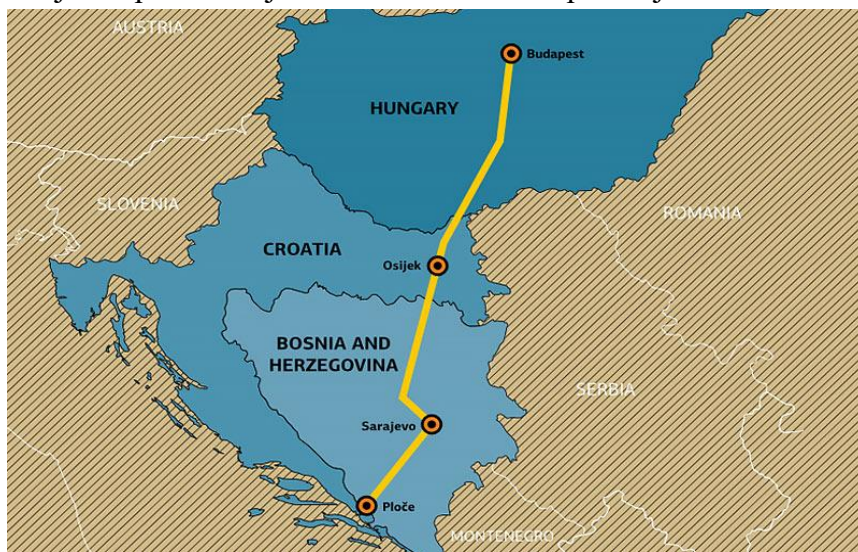 AUSTRIA
Budapest
HUNGARY
SLOVENIA
ROMANIA
CROATIA
Osijek
BOSNIA AND
HERZEGOVINA
SERBIA
Sarajevo
Ploče
MONTENEGRO